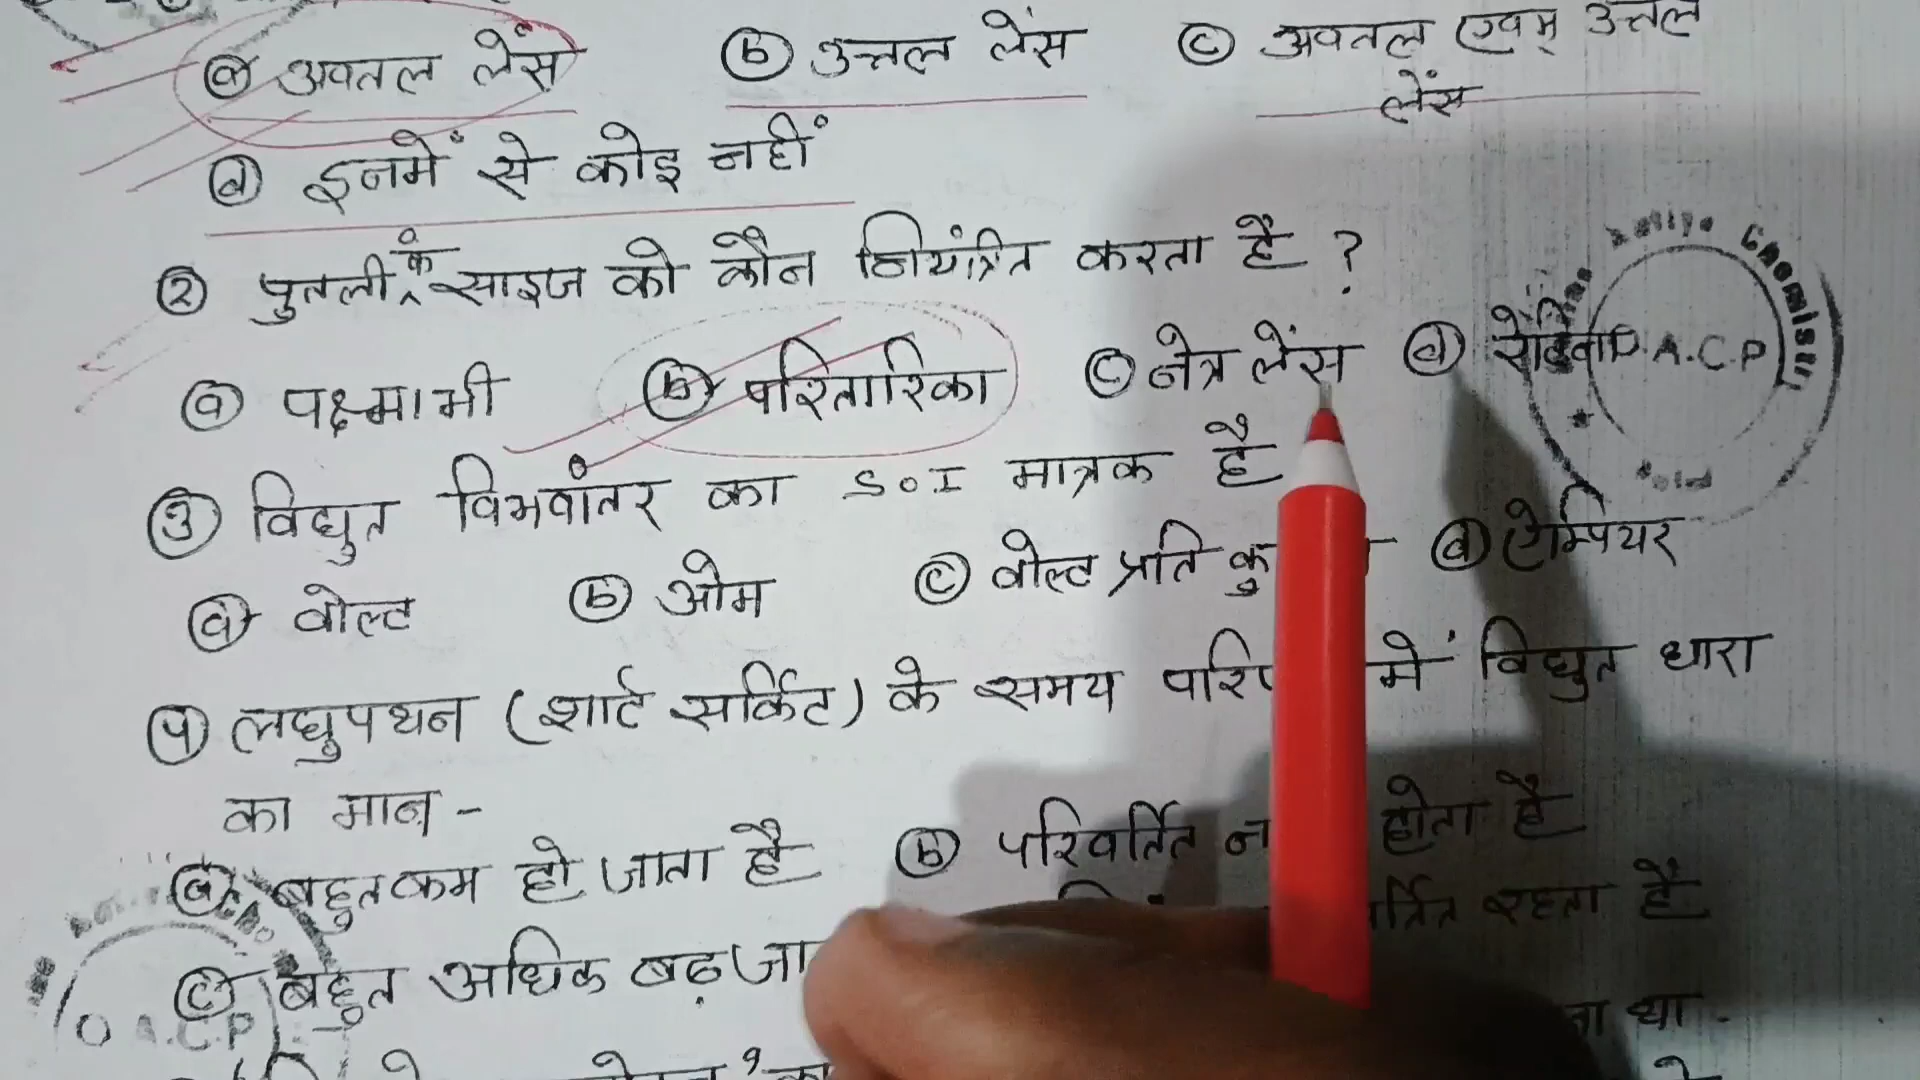 ⓐ अवतल लेंस ⓑ उत्तल लेंस ⓒ अवतल एवम् उत्तल
लेंस
ⓓ इनमें से कोइ नहीं
② पुतली के साइज को कौन नियंत्रित करता है ?
ⓐ पक्ष्माभी ⓑ परितारिका ⓒ नेत्र लेंस ⓓ
③ विद्युत विभवांतर का S.I मात्रक है
ⓐ वोल्ट ⓑ ओम ⓒ वोल्ट प्रति ⓓ ऐम्पियर
④ लघुपथन (शार्ट सर्किट) के समय में विद्युत धारा
का मान -
ⓐ बहुत कम हो जाता है ⓑ परिवर्तित होता है
रहता है
ⓒ बहुत अधिक बढ़
था -
Chemistry
A.C.P
A.C.P